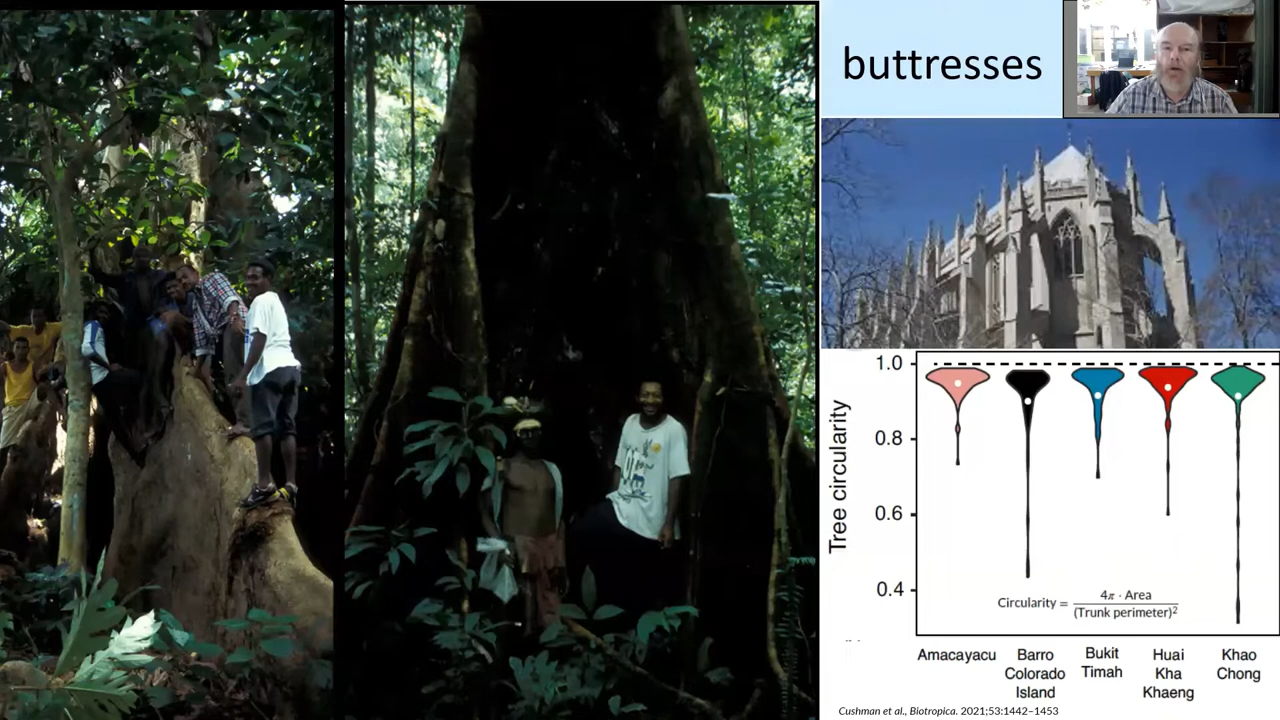 buttresses
1.0
0.8
0.6
0.4
Tree circularity
Circularity = 4π · Area
(Trunk perimeter)²
Amacayacu
Barro
Colorado
Island
Bukit
Timah
Huai
Kha
Khaeng
Khao
Chong
Cushman et al., Biotropica. 2021;53:1442–1453